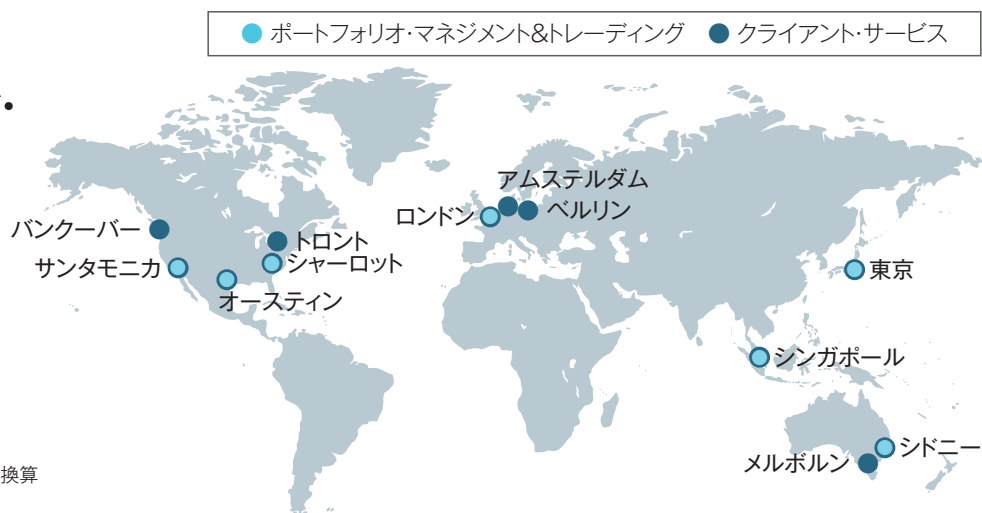 ポートフォリオ・マネジメント&トレーディング クライアント・サービス
アムステルダム
ロンドン
ベルリン
バンクーバー
トロント
サンタモニカ
シャーロット
オースティン
東京
シンガポール
シドニー
メルボルン
換算